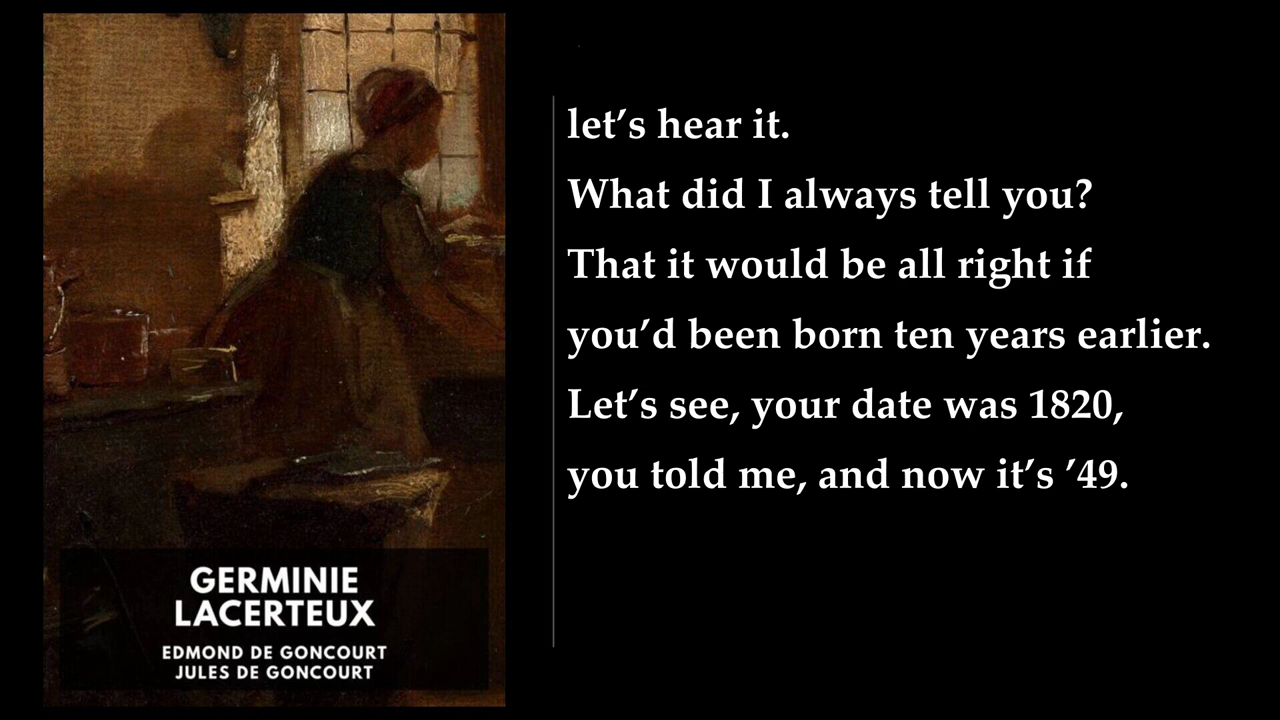 let’s hear it.
What did I always tell you?
That it would be all right if
you’d been born ten years earlier.
Let’s see, your date was 1820,
you told me, and now it’s ’49.
GERMINIE
LACERTEUX
EDMOND DE GONCOURT
JULES DE GONCOURT